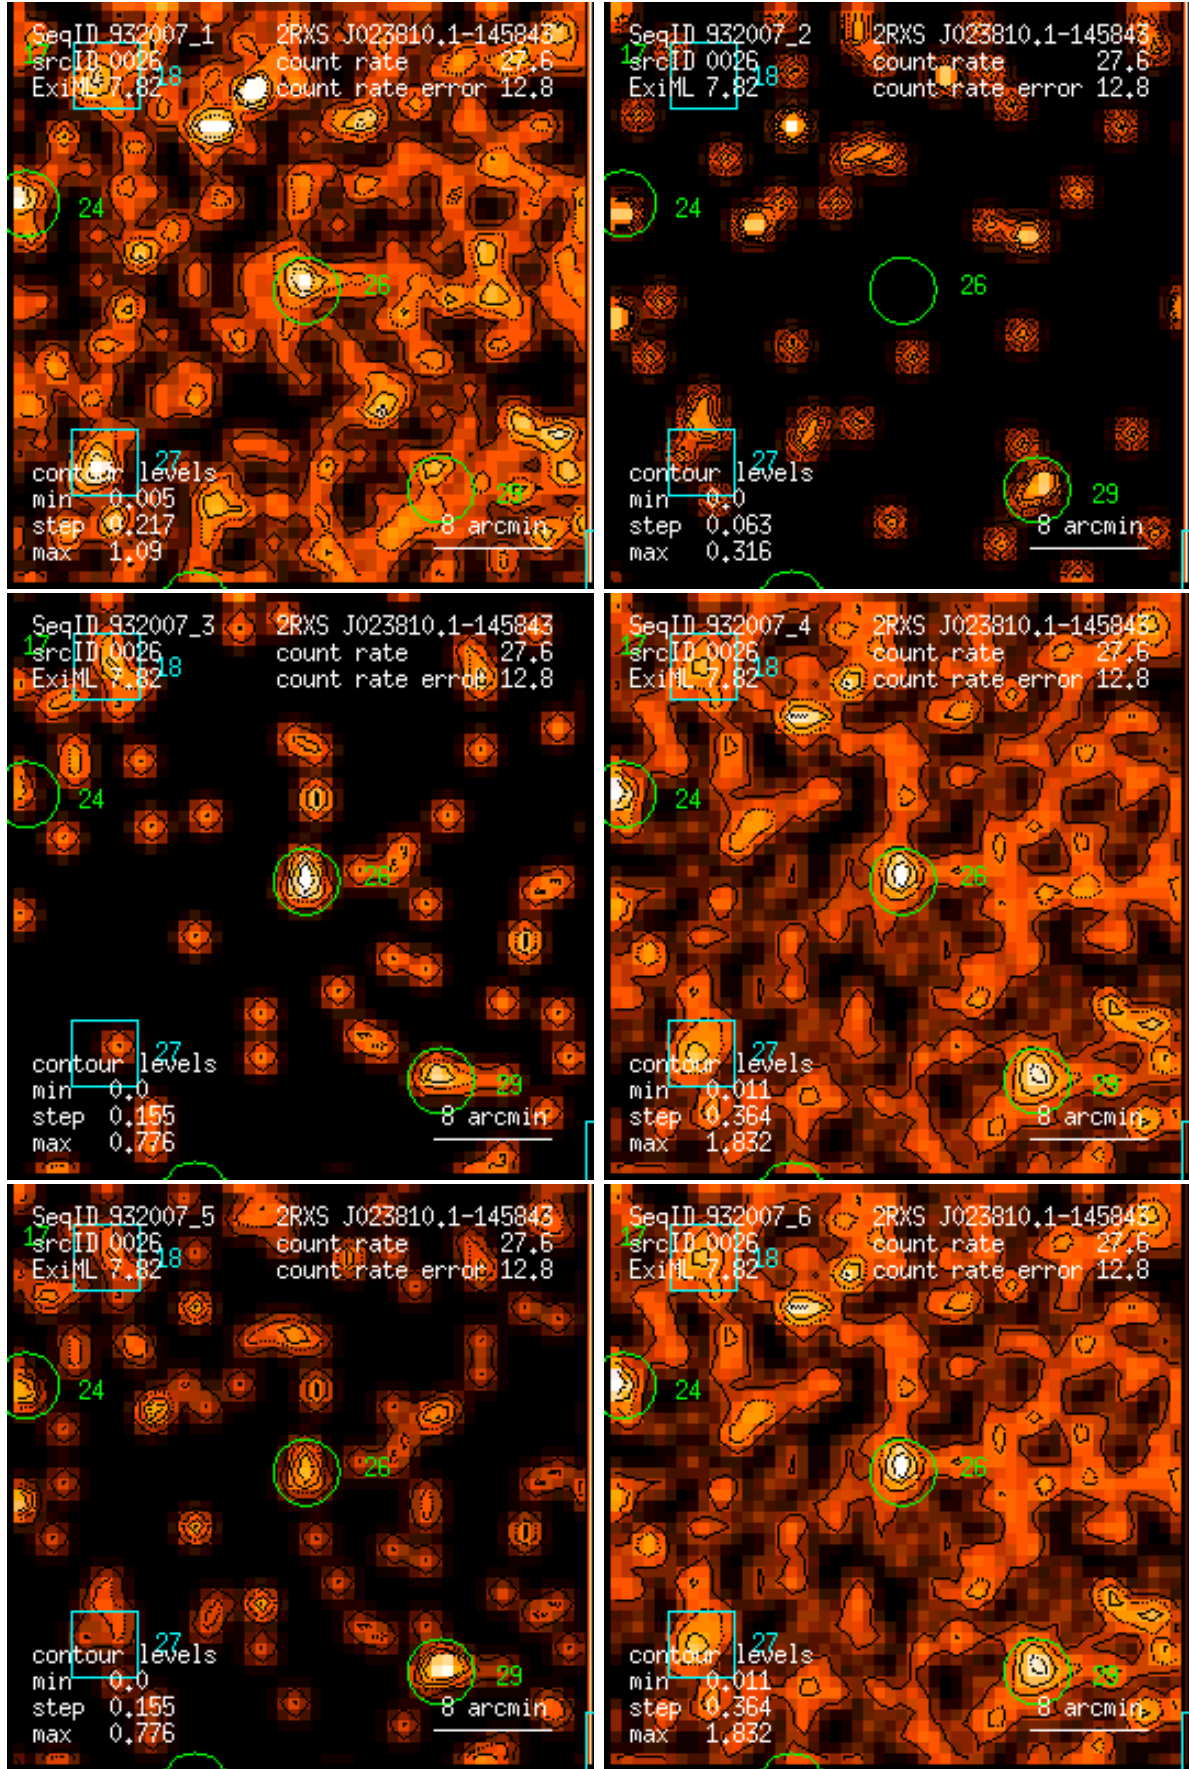 SeqID 932007_1 2RXS J023810.1-145843
17 srcID 0026 18 count rate 27.6
ExiML 7.82 count rate error 12.8
24
26
27
contour levels
min 0.005 29
step 0.217 8 arcmin
max 1.09
SeqID 932007_2 2RXS J023810.1-145843
17 srcID 0026 18 count rate 27.6
ExiML 7.82 count rate error 12.8
24
26
27
contour levels
min 0.0 29
step 0.063 8 arcmin
max 0.316
SeqID 932007_3 2RXS J023810.1-145843
17 srcID 0026 18 count rate 27.6
ExiML 7.82 count rate error 12.8
24
26
27
contour levels
min 0.0 29
step 0.155 8 arcmin
max 0.776
SeqID 932007_4 2RXS J023810.1-145843
17 srcID 0026 18 count rate 27.6
ExiML 7.82 count rate error 12.8
24
26
27
contour levels
min 0.011 29
step 0.364 8 arcmin
max 1.832
SeqID 932007_5 2RXS J023810.1-145843
17 srcID 0026 18 count rate 27.6
ExiML 7.82 count rate error 12.8
24
26
27
contour levels
min 0.0 29
step 0.155 8 arcmin
max 0.776
SeqID 932007_6 2RXS J023810.1-145843
17 srcID 0026 18 count rate 27.6
ExiML 7.82 count rate error 12.8
24
26
27
contour levels
min 0.011 29
step 0.364 8 arcmin
max 1.832